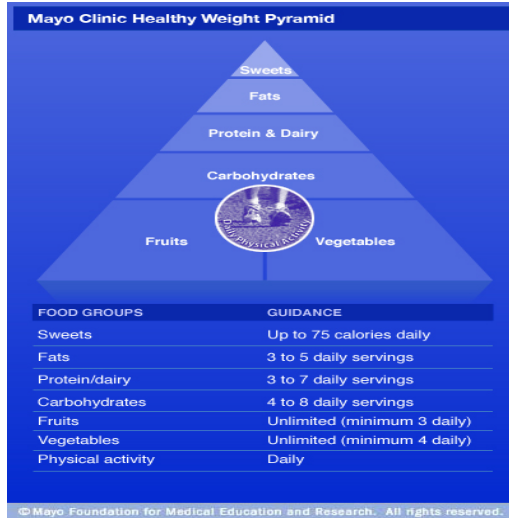 Mayo Clinic Healthy Weight Pyramid
Sweets
Fats
Protein & Dairy
Carbohydrates
Daily Physical Activity
Fruits
Vegetables
FOOD GROUPS GUIDANCE
Sweets Up to 75 calories daily
Fats 3 to 5 daily servings
Protein/dairy 3 to 7 daily servings
Carbohydrates 4 to 8 daily servings
Fruits Unlimited (minimum 3 daily)
Vegetables Unlimited (minimum 4 daily)
Physical activity Daily
© Mayo Foundation for Medical Education and Research. All rights reserved.